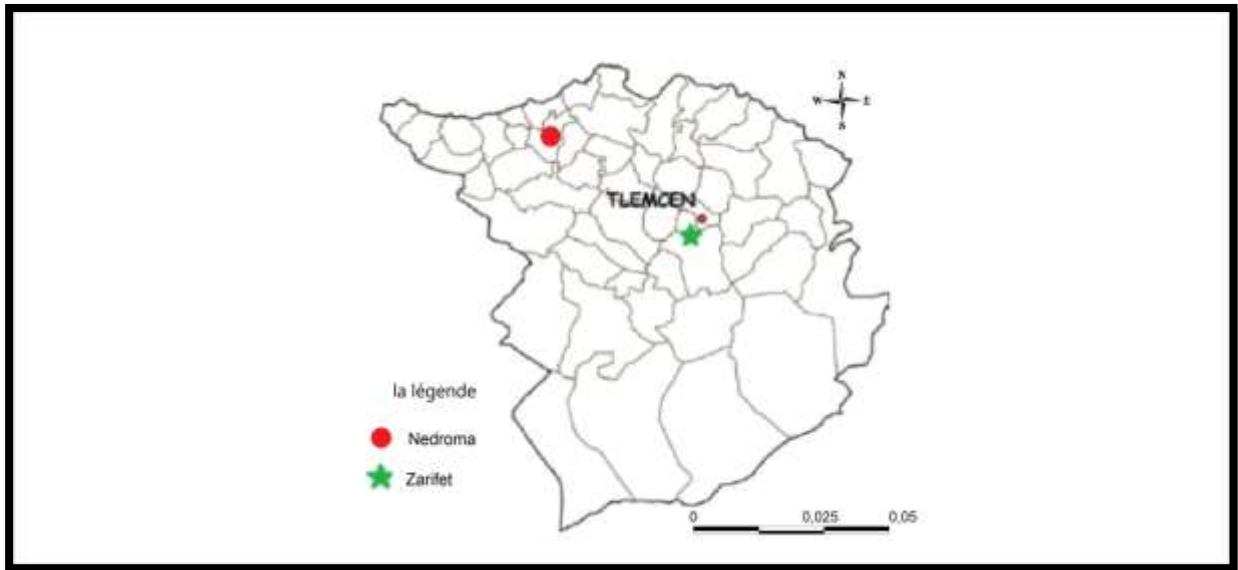 N
W E
S
TLEMCEN
la légende
Nedroma
Zarifet
0 0,025 0,05